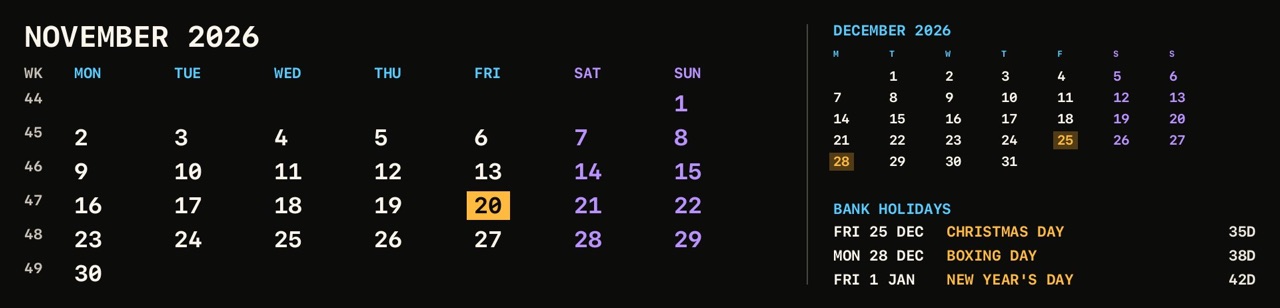 NOVEMBER 2026
WK MON TUE WED THU FRI SAT SUN
44 1
45 2 3 4 5 6 7 8
46 9 10 11 12 13 14 15
47 16 17 18 19 20 21 22
48 23 24 25 26 27 28 29
49 30
DECEMBER 2026
M T W T F S S
1 2 3 4 5 6
7 8 9 10 11 12 13
14 15 16 17 18 19 20
21 22 23 24 25 26 27
28 29 30 31
BANK HOLIDAYS
FRI 25 DEC CHRISTMAS DAY 35D
MON 28 DEC BOXING DAY 38D
FRI 1 JAN NEW YEAR'S DAY 42D